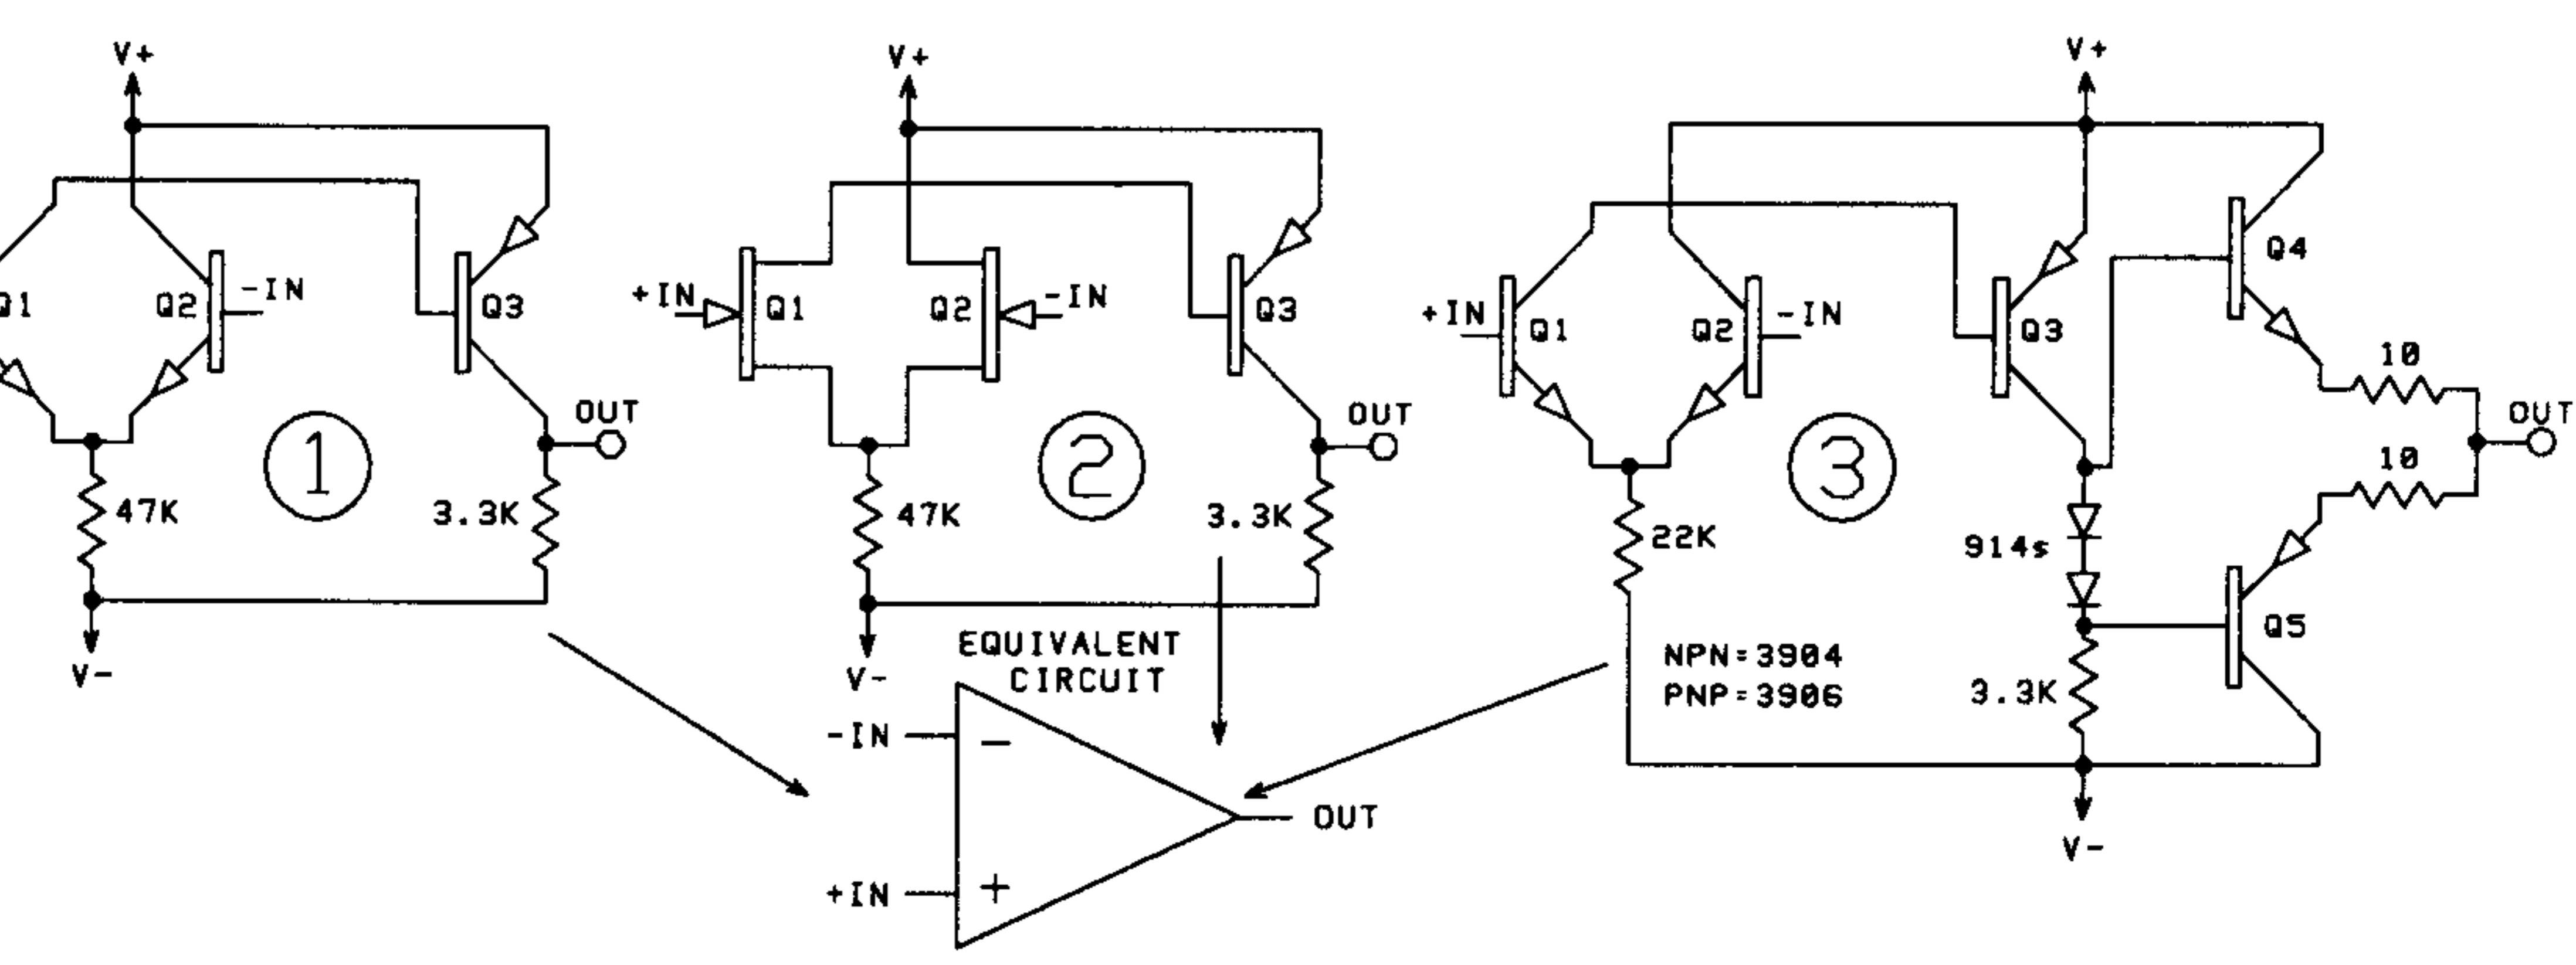 V+
Q1
Q2
-IN
Q3
OUT
1
47K
3.3K
V-
V+
+IN
Q1
Q2
-IN
Q3
OUT
2
47K
3.3K
V-
V+
+IN
Q1
Q2
-IN
Q3
Q4
10
OUT
10
3
22K
914s
Q5
NPN=3904
PNP=3906
3.3K
V-
EQUIVALENT
CIRCUIT
-IN
−
OUT
+IN
+